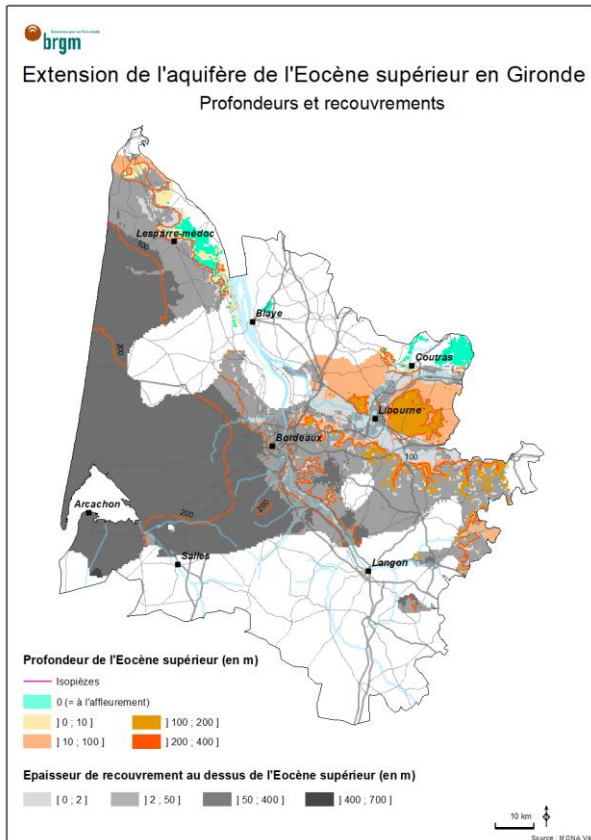 brgm
Extension de l'aquifère de l'Eocène supérieur en Gironde
Profondeurs et recouvrements
Lesparre-médoc
100
Blaye
200
Coutras
Libourne
Bordeaux
100
Arcachon
200
200
Salles
Langon
Profondeur de l'Eocène supérieur (en m)
Isopièzes
0 (= à l'affleurement)
] 0 ; 10 ] ] 100 ; 200 ]
] 10 ; 100 ] ] 200 ; 400 ]
Epaisseur de recouvrement au dessus de l'Eocène supérieur (en m)
[ 0 ; 2 ] ] 2 ; 50 ] ] 50 ; 400 ] ] 400 ; 700 ]
10 km
Source : MONA V4